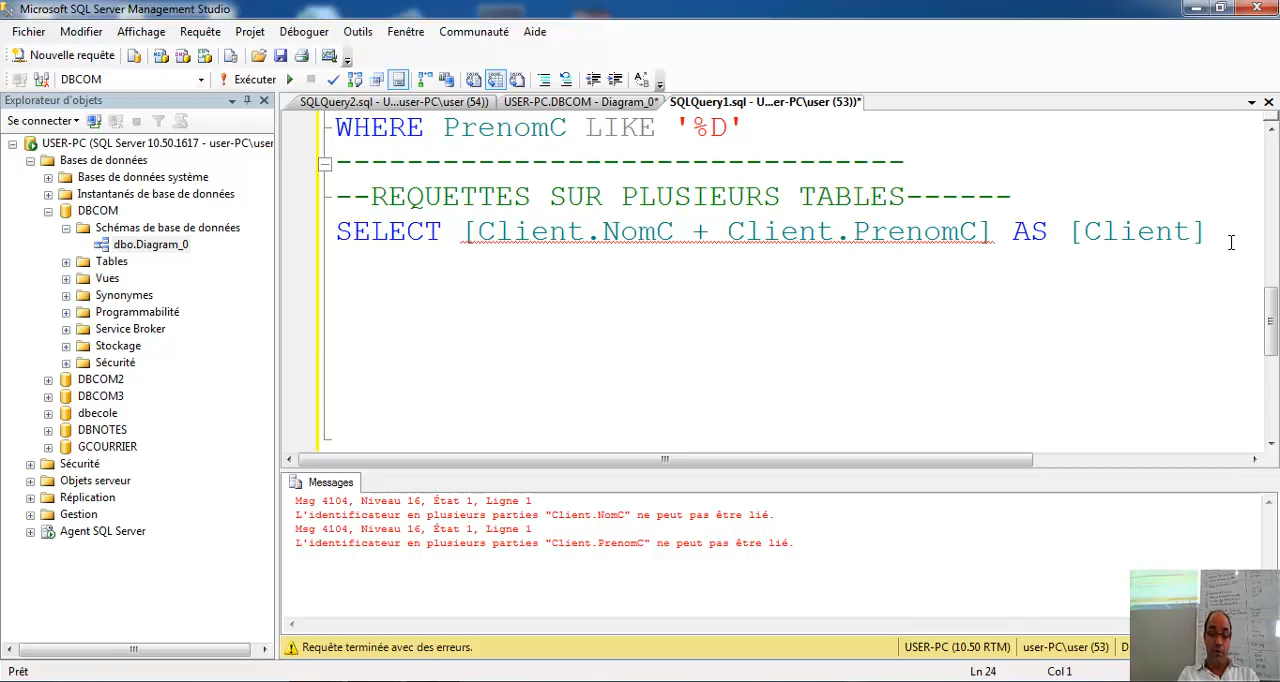 Microsoft SQL Server Management Studio
Fichier Modifier Affichage Requête Projet Déboguer Outils Fenêtre Communauté Aide
Nouvelle requête
DBCOM Exécuter
Explorateur d'objets
SQLQuery2.sql - U...user-PC\user (54)) USER-PC.DBCOM - Diagram_0* SQLQuery1.sql - U...er-PC\user (53))*
Se connecter
USER-PC (SQL Server 10.50.1617 - user-PC\user
Bases de données
Bases de données système
Instantanés de base de données
DBCOM
Schémas de base de données
dbo.Diagram_0
Tables
Vues
Synonymes
Programmabilité
Service Broker
Stockage
Sécurité
DBCOM2
DBCOM3
dbecole
DBNOTES
GCOURRIER
Sécurité
Objets serveur
Réplication
Gestion
Agent SQL Server
WHERE PrenomC LIKE '%D'
--------------------------------
--REQUETTES SUR PLUSIEURS TABLES------
SELECT [Client.NomC + Client.PrenomC] AS [Client]
Messages
Msg 4104, Niveau 16, État 1, Ligne 1
L'identificateur en plusieurs parties "Client.NomC" ne peut pas être lié.
Msg 4104, Niveau 16, État 1, Ligne 1
L'identificateur en plusieurs parties "Client.PrenomC" ne peut pas être lié.
Requête terminée avec des erreurs. USER-PC (10.50 RTM) user-PC\user (53) D
Prêt Ln 24 Col 1